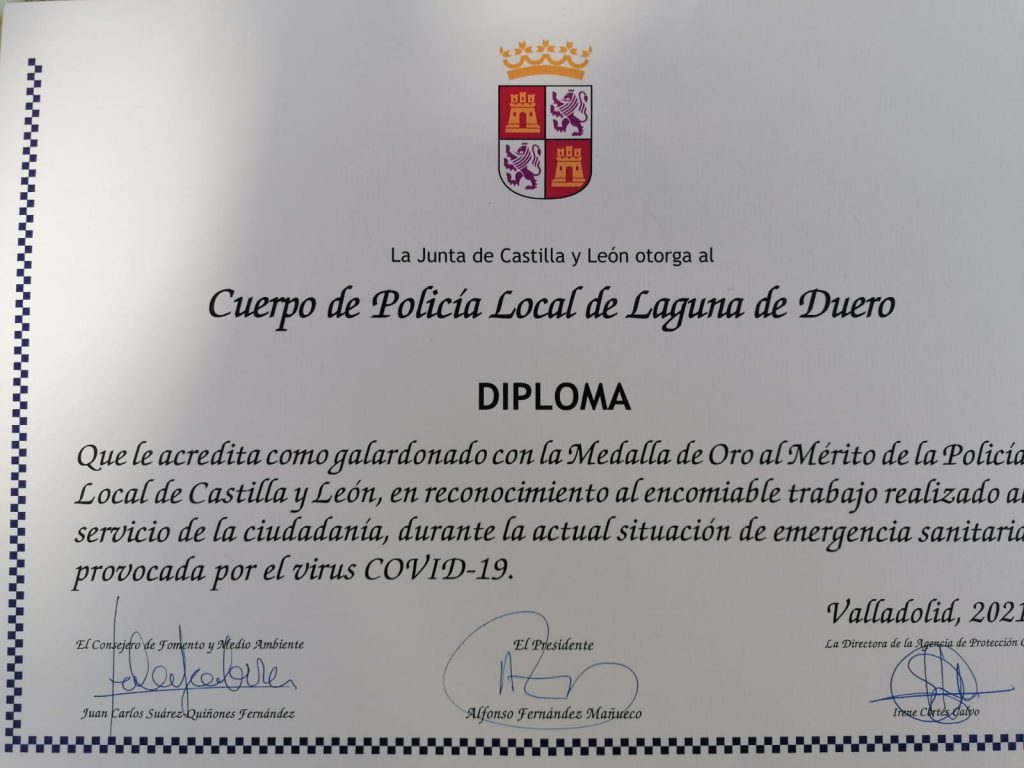 La Junta de Castilla y León otorga al
Cuerpo de Policía Local de Laguna de Duero
DIPLOMA
Que le acredita como galardonado con la Medalla de Oro al Mérito de la Policía
Local de Castilla y León, en reconocimiento al encomiable trabajo realizado al
servicio de la ciudadanía, durante la actual situación de emergencia sanitaria
provocada por el virus COVID-19.
Valladolid, 2021
El Consejero de Fomento y Medio Ambiente
El Presidente
La Directora de la Agencia de Protección
Juan Carlos Suárez-Quiñones Fernández
Alfonso Fernández Mañueco
Irene Cortés Calvo